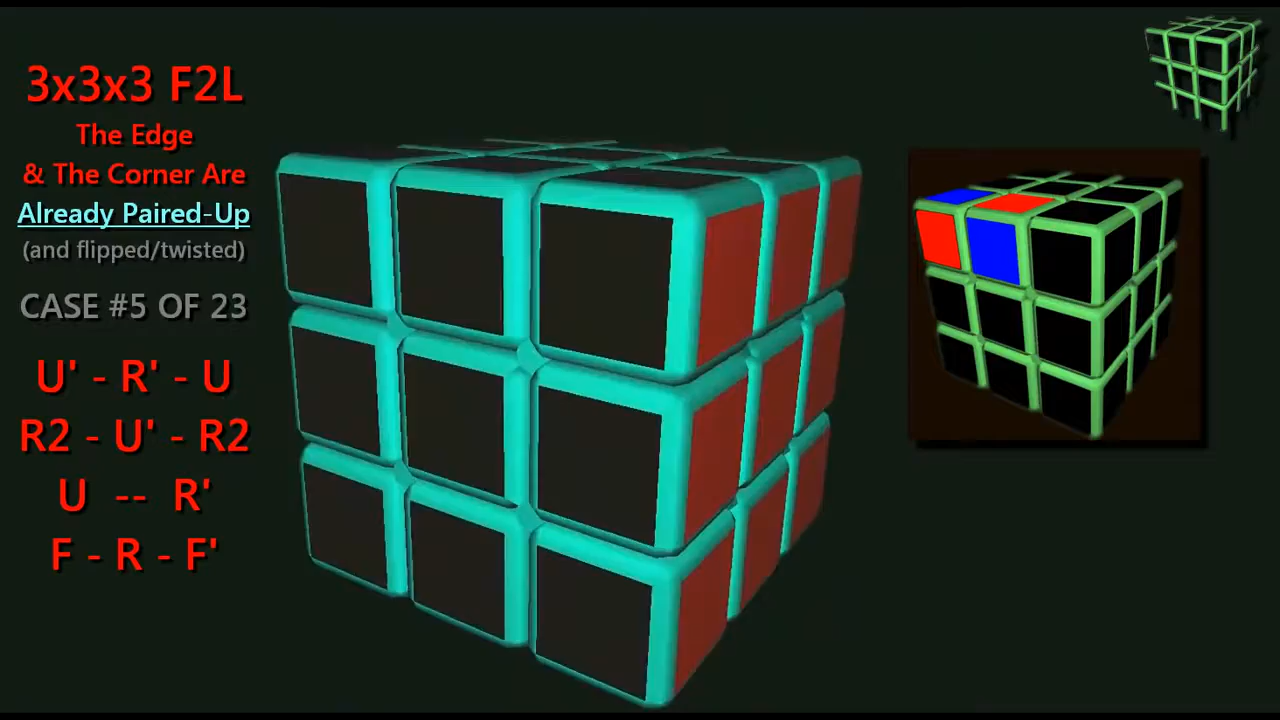 3x3x3 F2L
The Edge
& The Corner Are
Already Paired-Up
(and flipped/twisted)
CASE #5 OF 23
U' - R' - U
R2 - U' - R2
U -- R'
F - R - F'